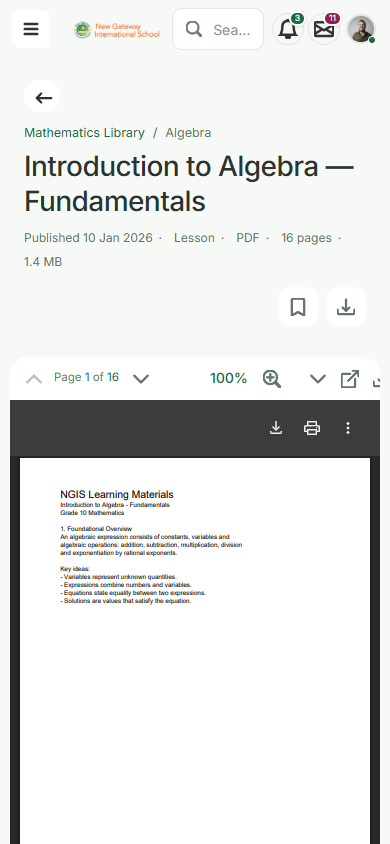 New Gateway
International School
Sea...
3
11
Mathematics Library / Algebra
Introduction to Algebra —
Fundamentals
Published 10 Jan 2026 · Lesson · PDF · 16 pages ·
1.4 MB
Page 1 of 16
100%
NGIS Learning Materials
Introduction to Algebra - Fundamentals
Grade 10 Mathematics
1. Foundational Overview
An algebraic expression consists of constants, variables and
algebraic operations: addition, subtraction, multiplication, division
and exponentiation by rational exponents.
Key ideas:
- Variables represent unknown quantities.
- Expressions combine numbers and variables.
- Equations state equality between two expressions.
- Solutions are values that satisfy the equation.